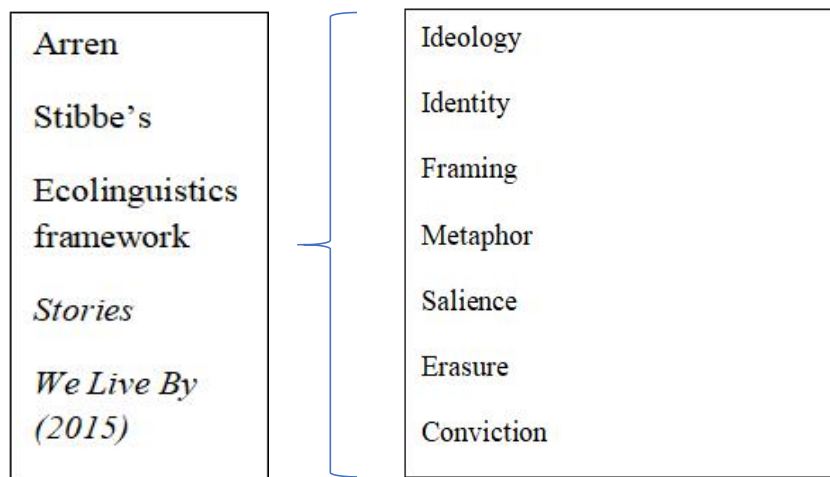 Arren
Stibbe's
Ecolinguistics
framework
Stories
We Live By
(2015)
Ideology
Identity
Framing
Metaphor
Salience
Erasure
Conviction